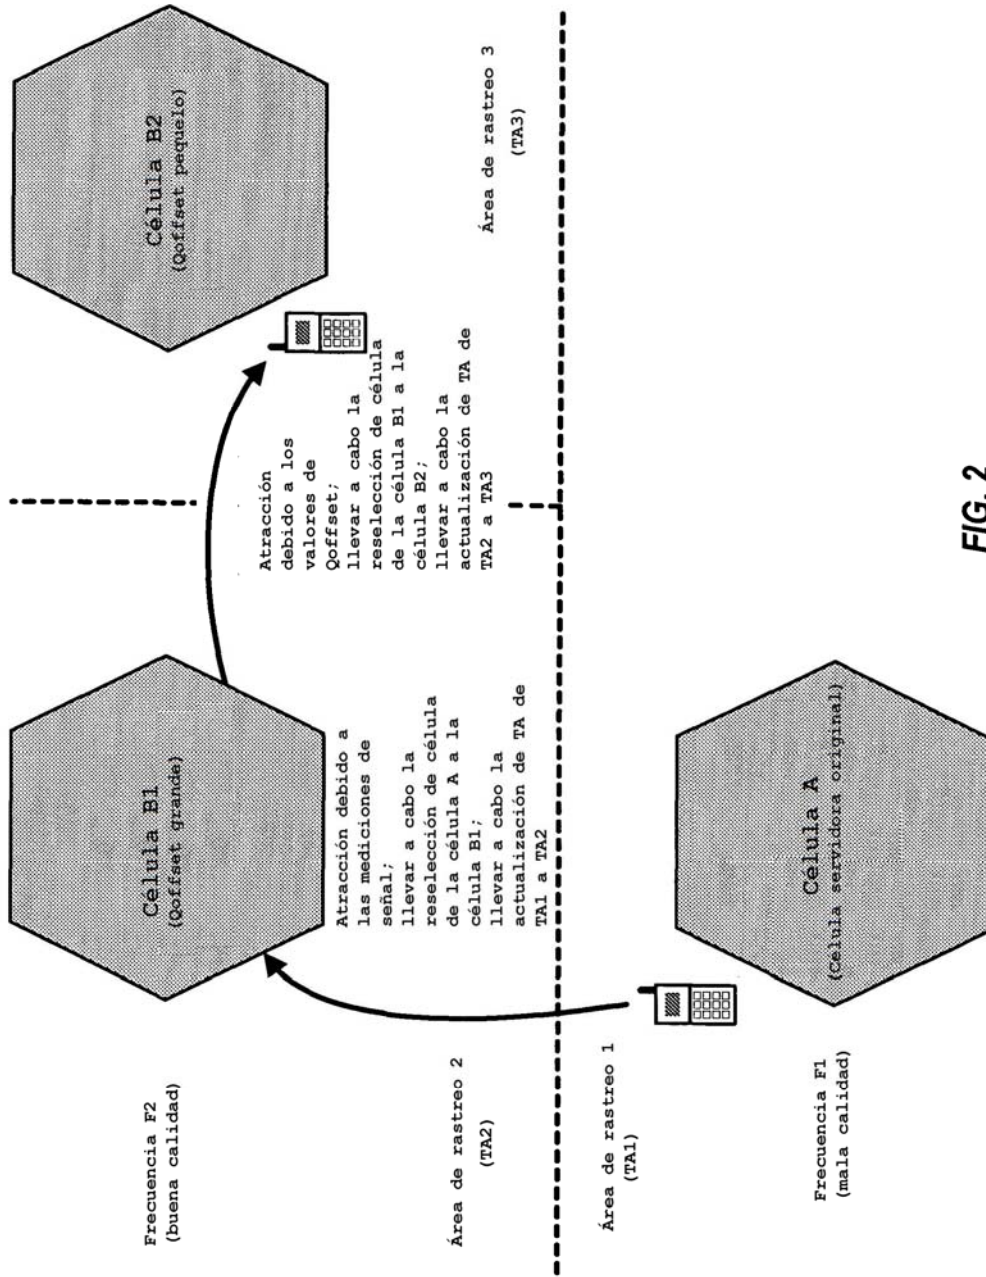 Frecuencia F2
(buena calidad)
Célula B1
(Qoffset grande)
Célula B2
(Qoffset pequelo)
Atracción
debido a los
valores de
Qoffset;
llevar a cabo la
reselección de célula
de la célula B1 a la
célula B2;
llevar a cabo la
actualización de TA de
TA2 a TA3
Atracción debido a
las mediciones de
señal;
llevar a cabo la
reselección de célula
de la célula A a la
célula B1;
llevar a cabo la
actualización de TA de
TA1 a TA2
Área de rastreo 2
(TA2)
Área de rastreo 3
(TA3)
Área de rastreo 1
(TA1)
Frecuencia F1
(mala calidad)
Célula A
(Celula servidora original)
FIG. 2